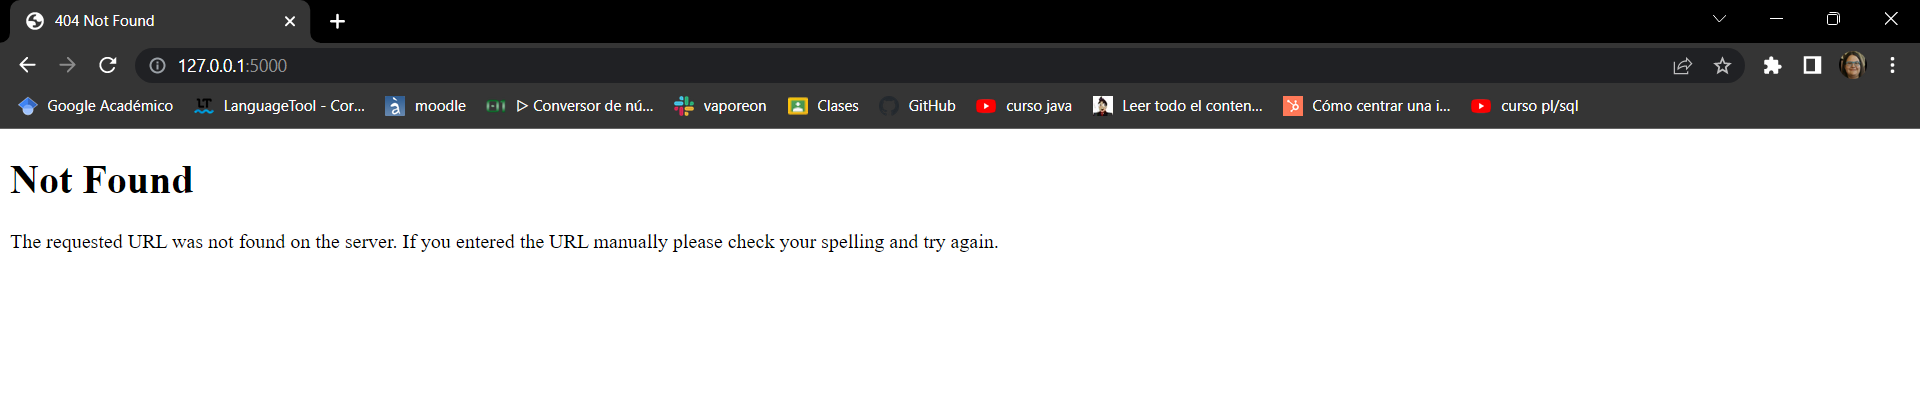 404 Not Found
127.0.0.1:5000
Google Académico LanguageTool - Cor... moodle ▷ Conversor de nú... vaporeon Clases GitHub curso java Leer todo el conten... Cómo centrar una i... curso pl/sql
Not Found
The requested URL was not found on the server. If you entered the URL manually please check your spelling and try again.